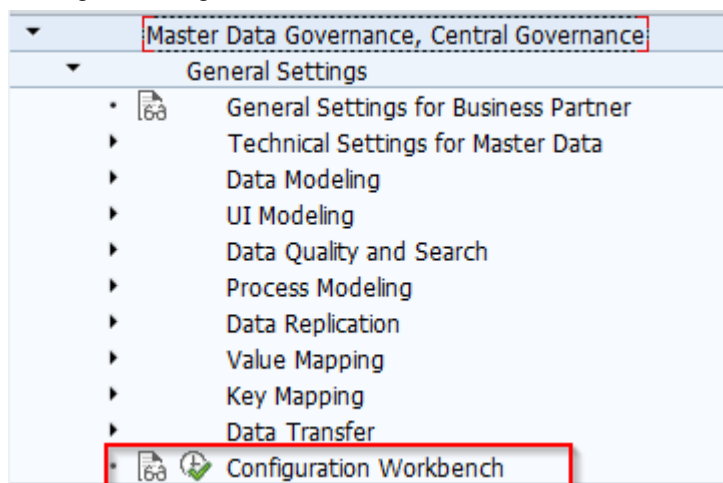 Master Data Governance, Central Governance
General Settings
General Settings for Business Partner
Technical Settings for Master Data
Data Modeling
UI Modeling
Data Quality and Search
Process Modeling
Data Replication
Value Mapping
Key Mapping
Data Transfer
Configuration Workbench